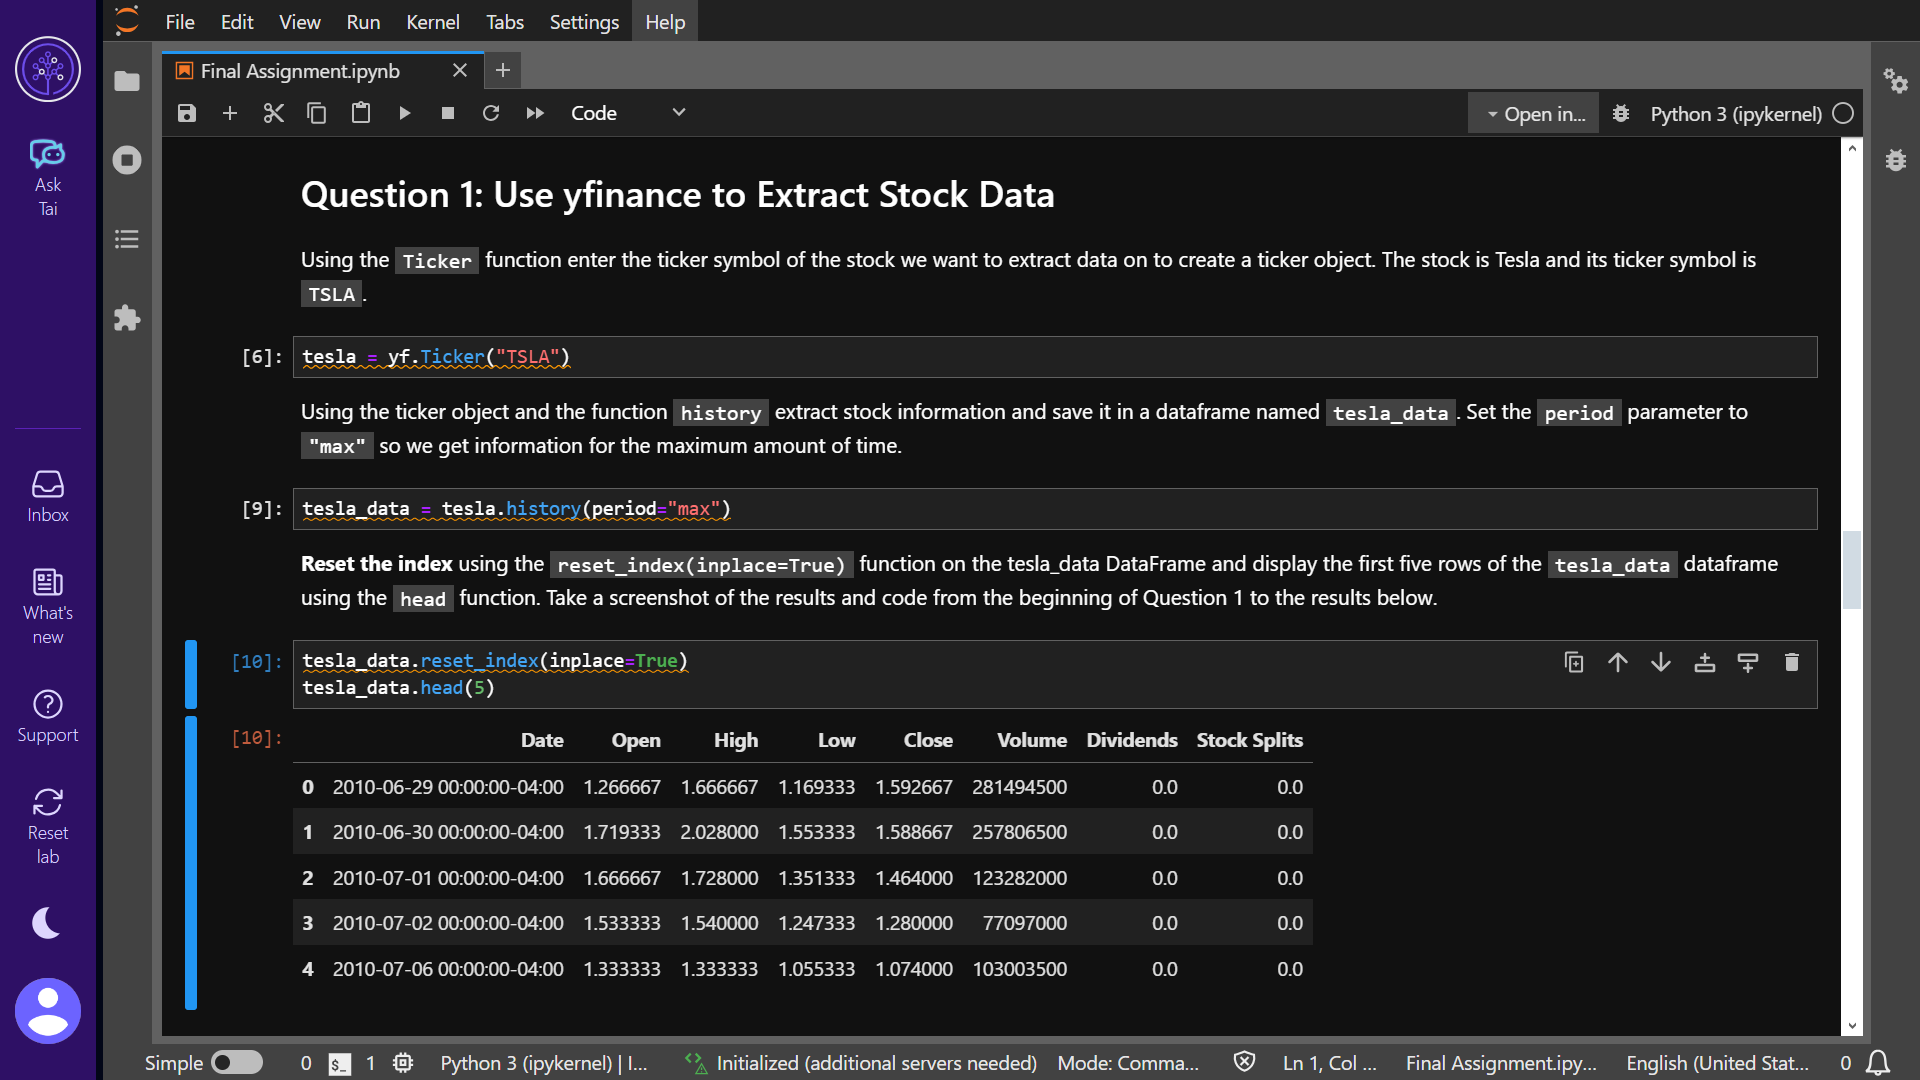 File Edit View Run Kernel Tabs Settings Help
Final Assignment.ipynb
Code
Open in...
Python 3 (ipykernel)
Ask
Tai
Inbox
What's
new
Support
Reset
lab
Question 1: Use yfinance to Extract Stock Data
Using the Ticker function enter the ticker symbol of the stock we want to extract data on to create a ticker object. The stock is Tesla and its ticker symbol is
TSLA.
[6]: tesla = yf.Ticker("TSLA")
Using the ticker object and the function history extract stock information and save it in a dataframe named tesla_data. Set the period parameter to
"max" so we get information for the maximum amount of time.
[9]: tesla_data = tesla.history(period="max")
Reset the index using the reset_index(inplace=True) function on the tesla_data DataFrame and display the first five rows of the tesla_data dataframe
using the head function. Take a screenshot of the results and code from the beginning of Question 1 to the results below.
[10]: tesla_data.reset_index(inplace=True)
tesla_data.head(5)
[10]: Date Open High Low Close Volume Dividends Stock Splits
0 2010-06-29 00:00:00-04:00 1.266667 1.666667 1.169333 1.592667 281494500 0.0 0.0
1 2010-06-30 00:00:00-04:00 1.719333 2.028000 1.553333 1.588667 257806500 0.0 0.0
2 2010-07-01 00:00:00-04:00 1.666667 1.728000 1.351333 1.464000 123282000 0.0 0.0
3 2010-07-02 00:00:00-04:00 1.533333 1.540000 1.247333 1.280000 77097000 0.0 0.0
4 2010-07-06 00:00:00-04:00 1.333333 1.333333 1.055333 1.074000 103003500 0.0 0.0
Simple 0 $_ 1 Python 3 (ipykernel) | I... Initialized (additional servers needed) Mode: Comma... Ln 1, Col ... Final Assignment.ipy... English (United Stat... 0